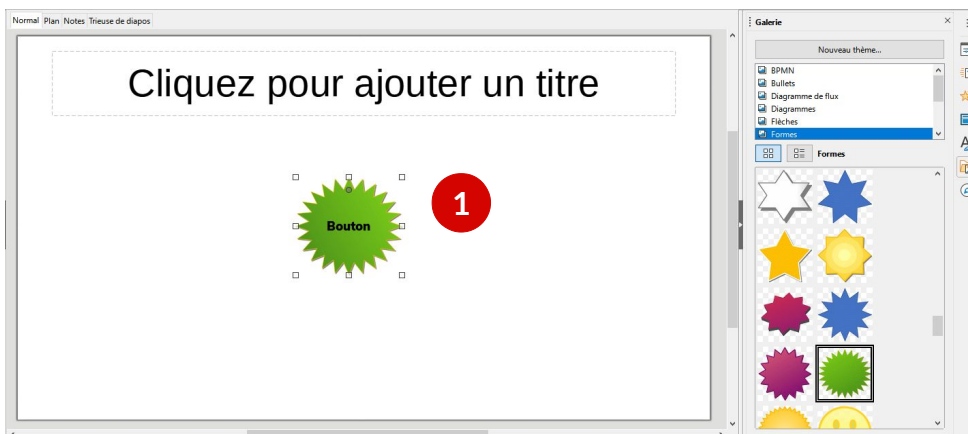 Normal Plan Notes Trieuse de diapos
Cliquez pour ajouter un titre
Bouton
1
Galerie
Nouveau thème...
BPMN
Bullets
Diagramme de flux
Diagrammes
Flèches
Formes
Formes